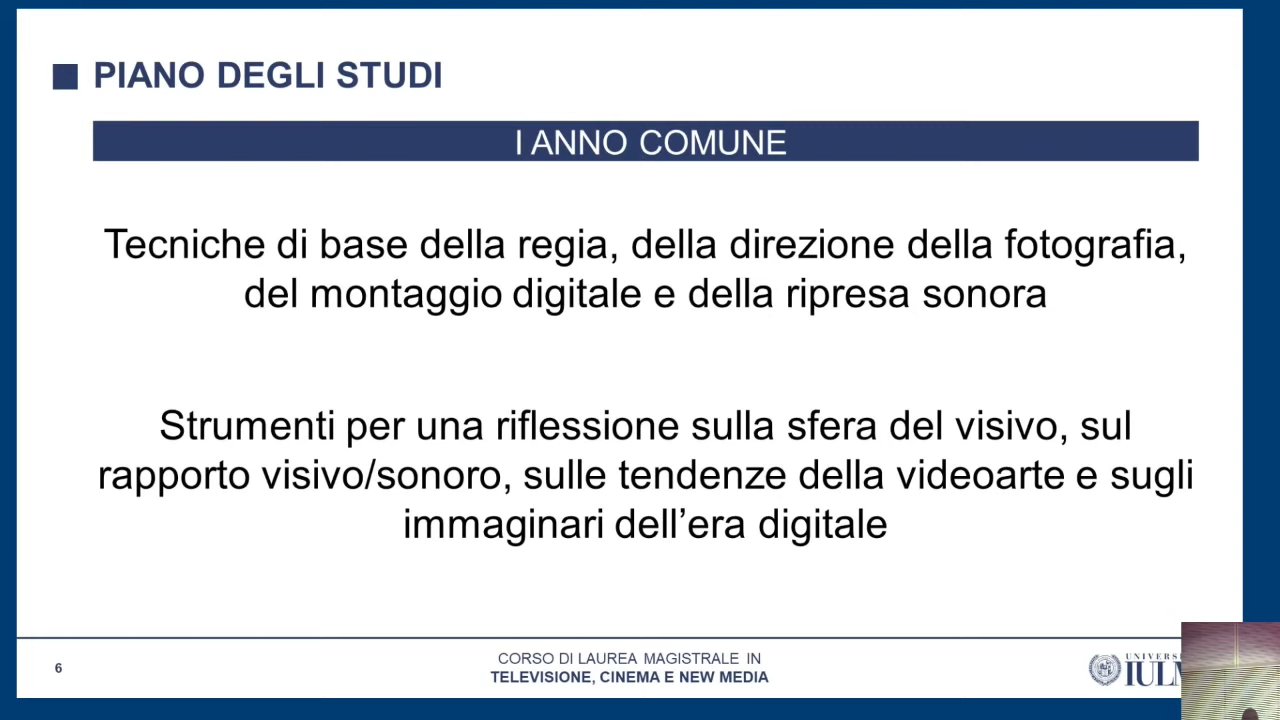 PIANO DEGLI STUDI
I ANNO COMUNE
Tecniche di base della regia, della direzione della fotografia,
del montaggio digitale e della ripresa sonora
Strumenti per una riflessione sulla sfera del visivo, sul
rapporto visivo/sonoro, sulle tendenze della videoarte e sugli
immaginari dell’era digitale
6
CORSO DI LAUREA MAGISTRALE IN
TELEVISIONE, CINEMA E NEW MEDIA